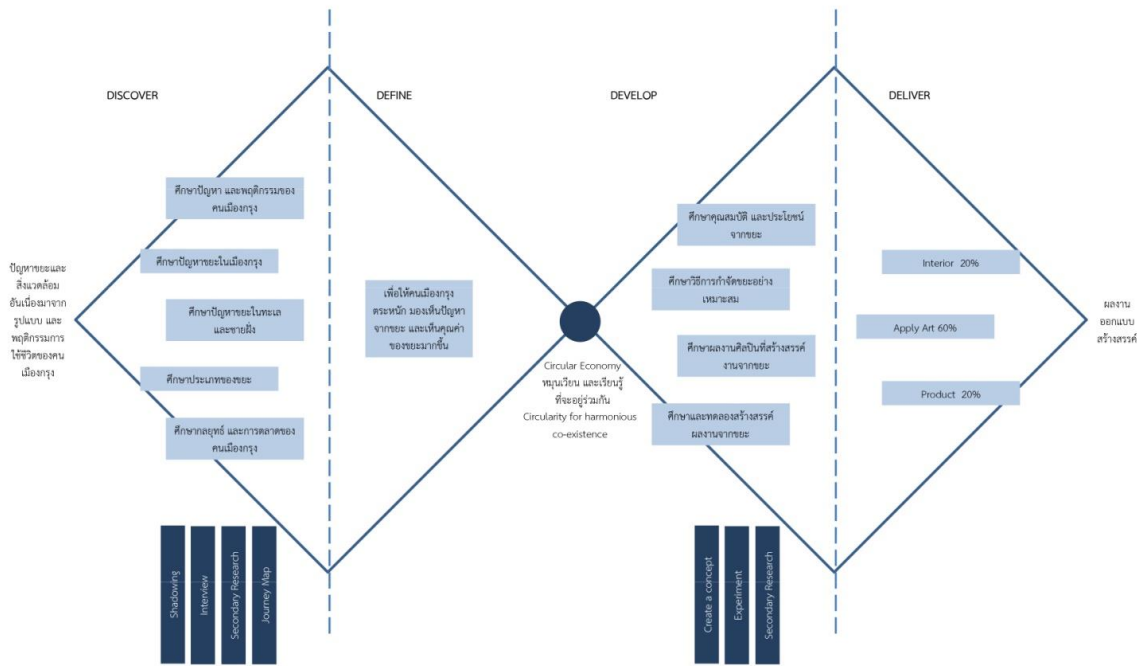 DISCOVER
DEFINE
DEVELOP
DELIVER
ปัญหาขยะและ
สิ่งแวดล้อม
อันเนื่องมาจาก
รูปแบบ และ
พฤติกรรมการ
ใช้ชีวิตของคน
เมืองกรุง
ศึกษาปัญหา และพฤติกรรมของ
คนเมืองกรุง
ศึกษาปัญหาขยะในเมืองกรุง
ศึกษาปัญหาขยะในทะเล
และชายฝั่ง
ศึกษาประเภทของขยะ
ศึกษากลยุทธ์ และการตลาดของ
คนเมืองกรุง
Shadowing
Interview
Secondary Research
Journey Map
เพื่อให้คนเมืองกรุง
ตระหนัก มองเห็นปัญหา
จากขยะ และเห็นคุณค่า
ของขยะมากขึ้น
Circular Economy
หมุนเวียน และเรียนรู้
ที่จะอยู่ร่วมกัน
Circularity for harmonious
co-existence
ศึกษาคุณสมบัติ และประโยชน์
จากขยะ
ศึกษาวิธีการกำจัดขยะอย่าง
เหมาะสม
ศึกษาผลงานศิลปินที่สร้างสรรค์
งานจากขยะ
ศึกษาและทดลองสร้างสรรค์
ผลงานจากขยะ
Create a concept
Experiment
Secondary Research
Interior 20%
Apply Art 60%
Product 20%
ผลงาน
ออกแบบ
สร้างสรรค์